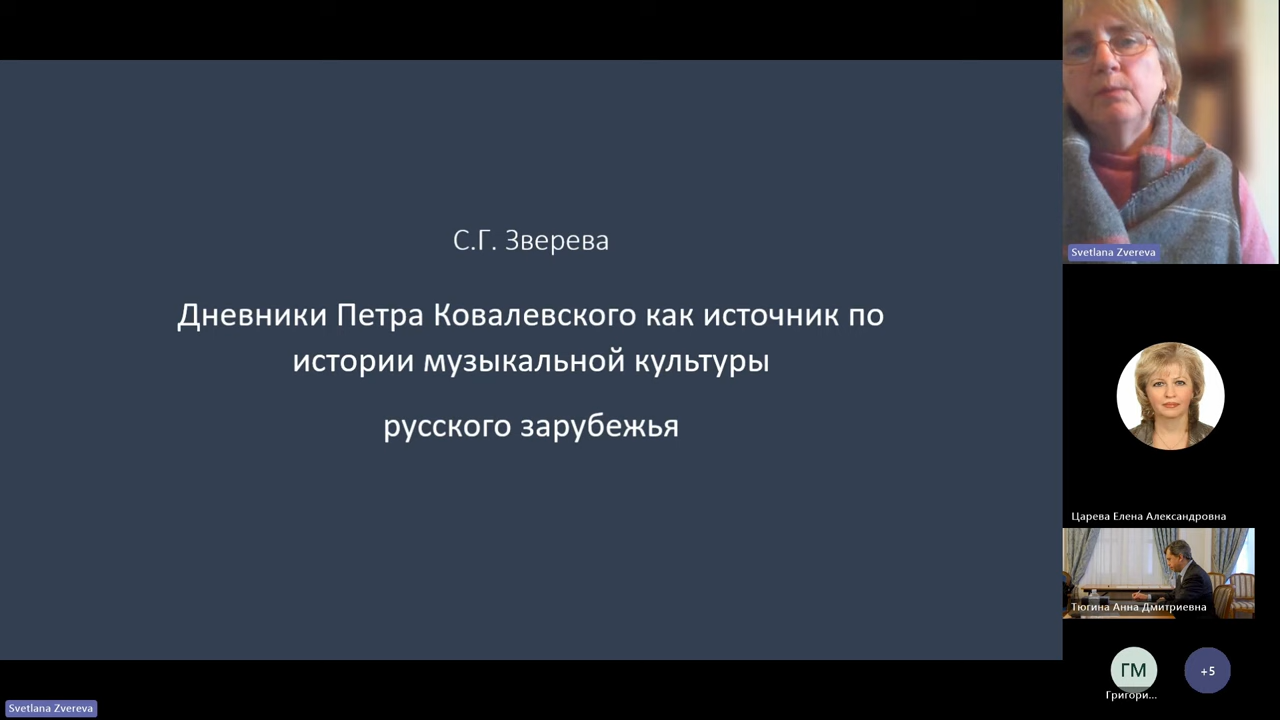 С.Г. Зверева
Дневники Петра Ковалевского как источник по
истории музыкальной культуры
русского зарубежья
Svetlana Zvereva
Царева Елена Александровна
Тюгина Анна Дмитриевна
ГМ
+5
Григори...
Svetlana Zvereva